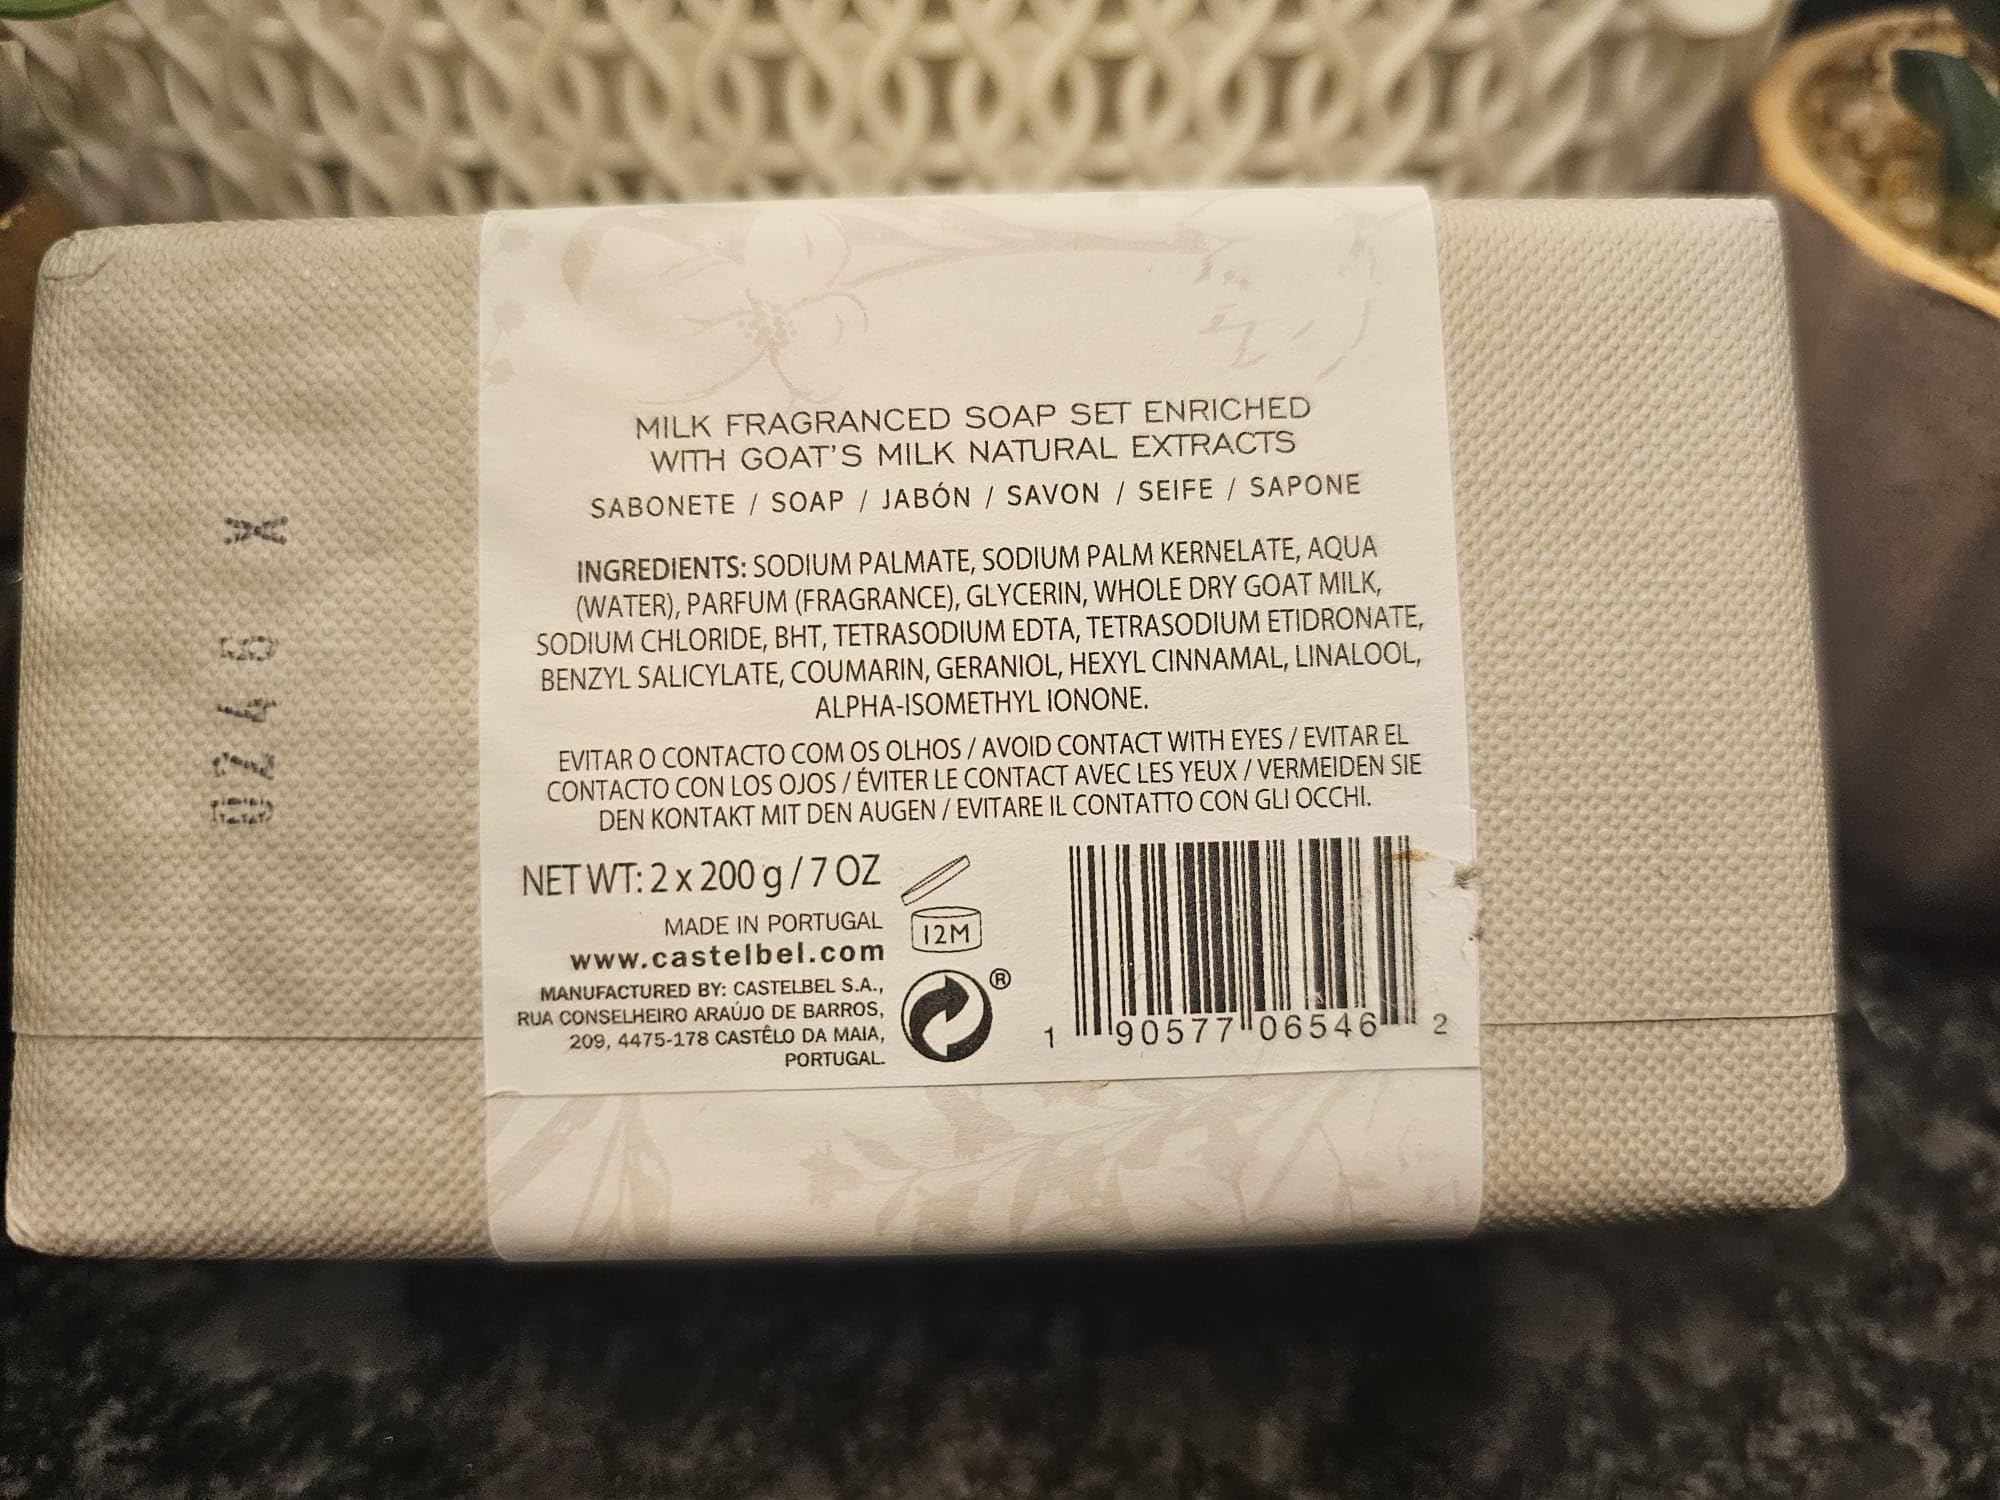 MILK FRAGRANCED SOAP SET ENRICHED
WITH GOAT'S MILK NATURAL EXTRACTS
SABONETE / SOAP / JABÓN / SAVON / SEIFE / SAPONE
INGREDIENTS: SODIUM PALMATE, SODIUM PALM KERNELATE, AQUA
(WATER), PARFUM (FRAGRANCE), GLYCERIN, WHOLE DRY GOAT MILK,
SODIUM CHLORIDE, BHT, TETRASODIUM EDTA, TETRASODIUM ETIDRONATE,
BENZYL SALICYLATE, COUMARIN, GERANIOL, HEXYL CINNAMAL, LINALOOL,
ALPHA-ISOMETHYL IONONE.
EVITAR O CONTACTO COM OS OLHOS / AVOID CONTACT WITH EYES / EVITAR EL
CONTACTO CON LOS OJOS / ÉVITER LE CONTACT AVEC LES YEUX / VERMEIDEN SIE
DEN KONTAKT MIT DEN AUGEN / EVITARE IL CONTATTO CON GLI OCCHI.
NET WT: 2 x 200 g / 7 OZ
MADE IN PORTUGAL
www.castelbel.com
MANUFACTURED BY: CASTELBEL S.A.,
RUA CONSELHEIRO ARAÚJO DE BARROS,
209, 4475-178 CASTÊLO DA MAIA,
PORTUGAL.
12M
®
1 90577 06546 2